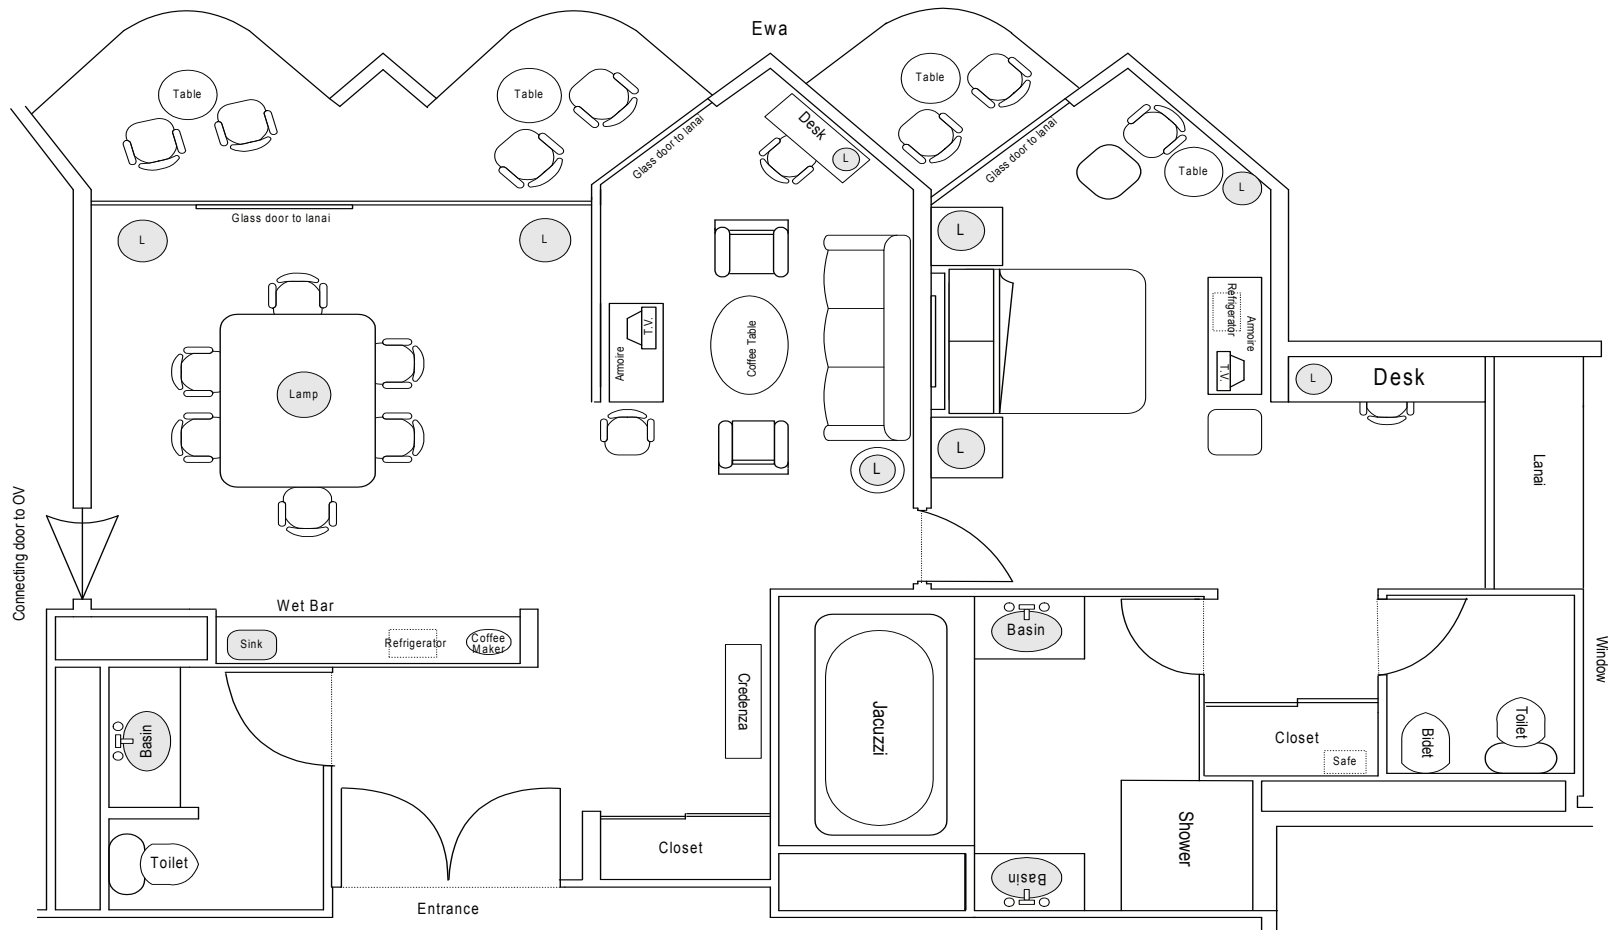 Ewa
Table
Table
Table
Desk
L
Glass door to lanai
Glass door to lanai
Table
L
Glass door to lanai
L
L
L
Refrigerator
Armoire
T.V.
T.V.
Armoire
Coffee Table
Lamp
L
Desk
L
L
Lanai
Connecting door to OV
Wet Bar
Sink
Refrigerator
Coffee
Maker
Basin
Window
Credenza
Jacuzzi
Basin
Closet
Safe
Bidet
Toilet
Toilet
Closet
Shower
Basin
Entrance